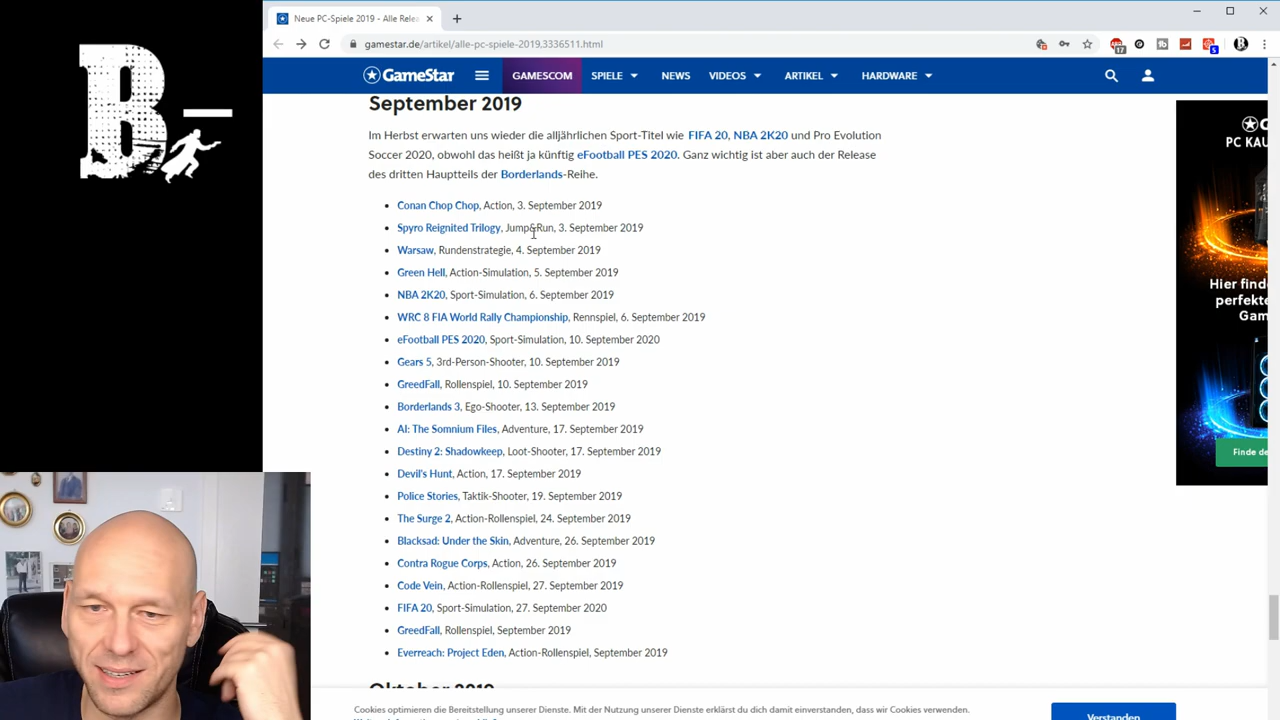 B-
Neue PC-Spiele 2019 - Alle Relea
gamestar.de/artikel/alle-pc-spiele-2019,3336511.html
17
5
GameStar
GAMESCOM
SPIELE
NEWS
VIDEOS
ARTIKEL
HARDWARE
September 2019
Im Herbst erwarten uns wieder die alljährlichen Sport-Titel wie FIFA 20, NBA 2K20 und Pro Evolution
Soccer 2020, obwohl das heißt ja künftig eFootball PES 2020. Ganz wichtig ist aber auch der Release
des dritten Hauptteils der Borderlands-Reihe.
Conan Chop Chop, Action, 3. September 2019
Spyro Reignited Trilogy, Jump&Run, 3. September 2019
Warsaw, Rundenstrategie, 4. September 2019
Green Hell, Action-Simulation, 5. September 2019
NBA 2K20, Sport-Simulation, 6. September 2019
WRC 8 FIA World Rally Championship, Rennspiel, 6. September 2019
eFootball PES 2020, Sport-Simulation, 10. September 2020
Gears 5, 3rd-Person-Shooter, 10. September 2019
GreedFall, Rollenspiel, 10. September 2019
Borderlands 3, Ego-Shooter, 13. September 2019
AI: The Somnium Files, Adventure, 17. September 2019
Destiny 2: Shadowkeep, Loot-Shooter, 17. September 2019
Devil's Hunt, Action, 17. September 2019
Police Stories, Taktik-Shooter, 19. September 2019
The Surge 2, Action-Rollenspiel, 24. September 2019
Blacksad: Under the Skin, Adventure, 26. September 2019
Contra Rogue Corps, Action, 26. September 2019
Code Vein, Action-Rollenspiel, 27. September 2019
FIFA 20, Sport-Simulation, 27. September 2020
GreedFall, Rollenspiel, September 2019
Everreach: Project Eden, Action-Rollenspiel, September 2019
Oktober 2019
PC KAU
Hier find
perfekte
Gam
Finde de
Cookies optimieren die Bereitstellung unserer Dienste. Mit der Nutzung unserer Dienste erklärst du dich damit einverstanden, dass wir Cookies verwenden.
Verstanden